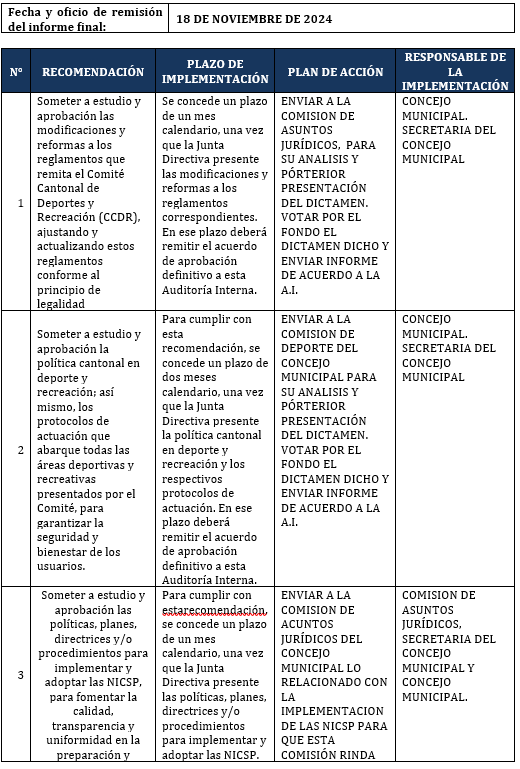 Fecha y oficio de remisión
del informe final:
18 DE NOVIEMBRE DE 2024
N°
RECOMENDACIÓN
PLAZO DE
IMPLEMENTACIÓN
PLAN DE ACCIÓN
RESPONSABLE DE
LA
IMPLEMENTACIÓN
1
Someter a estudio y
aprobación las
modificaciones y
reformas a los
reglamentos que
remita el Comité
Cantonal de
Deportes y
Recreación (CCDR),
ajustando y
actualizando estos
reglamentos
conforme al
principio de
legalidad
Se concede un plazo
de un mes
calendario, una vez
que la Junta
Directiva presente
las modificaciones y
reformas a los
reglamentos
correspondientes.
En ese plazo deberá
remitir el acuerdo
de aprobación
definitivo a esta
Auditoría Interna.
ENVIAR A LA
COMISION DE
ASUNTOS
JURÍDICOS, PARA
SU ANALISIS Y
PÓRTERIOR
PRESENTACIÓN
DEL DICTAMEN.
VOTAR POR EL
FONDO EL
DICTAMEN DICHO Y
ENVIAR INFORME
DE ACUERDO A LA
A.I.
CONCEJO
MUNICIPAL.
SECRETARIA DEL
CONCEJO
MUNICIPAL
2
Someter a estudio y
aprobación la
política cantonal en
deporte y
recreación; así
mismo, los
protocolos de
actuación que
abarque todas las
áreas deportivas y
recreativas
presentados por el
Comité, para
garantizar la
seguridad y
bienestar de los
usuarios.
Para cumplir con
esta
recomendación, se
concede un plazo de
dos meses
calendario, una vez
que la Junta
Directiva presente
la política cantonal
en deporte y
recreación y los
respectivos
protocolos de
actuación. En ese
plazo deberá
remitir el acuerdo
de aprobación
definitivo a esta
Auditoría Interna.
ENVIAR A LA
COMISION DE
DEPORTE DEL
CONCEJO
MUNICIPAL PARA
SU ANALISIS Y
PÓRTERIOR
PRESENTACIÓN
DEL DICTAMEN.
VOTAR POR EL
FONDO EL
DICTAMEN DICHO Y
ENVIAR INFORME
DE ACUERDO A LA
A.I.
CONCEJO
MUNICIPAL.
SECRETARIA DEL
CONCEJO
MUNICIPAL
3
Someter a estudio y
aprobación las
políticas, planes,
directrices y/o
procedimientos para
implementar y
adoptar las NICSP,
para fomentar la
calidad,
transparencia y
uniformidad en la
preparación y
Para cumplir con
estarecomendación,
se concede un plazo
de un mes
calendario, una vez
que la Junta
Directiva presente
las políticas, planes,
directrices y/o
procedimientos
para implementar y
adoptar las NICSP.
ENVIAR A LA
COMISION DE
ACUNTOS
JURÍDICOS DEL
CONCEJO
MUNICIPAL LO
RELACIONADO CON
LA
IMPLEMENTACION
DE LAS NICSP PARA
QUE ESTA
COMISIÓN RINDA
COMISION DE
ASUNTOS
JURÍDICOS,
SECRETARIA DEL
CONCEJO
MUNICIPAL Y
CONCEJO
MUNICIPAL.